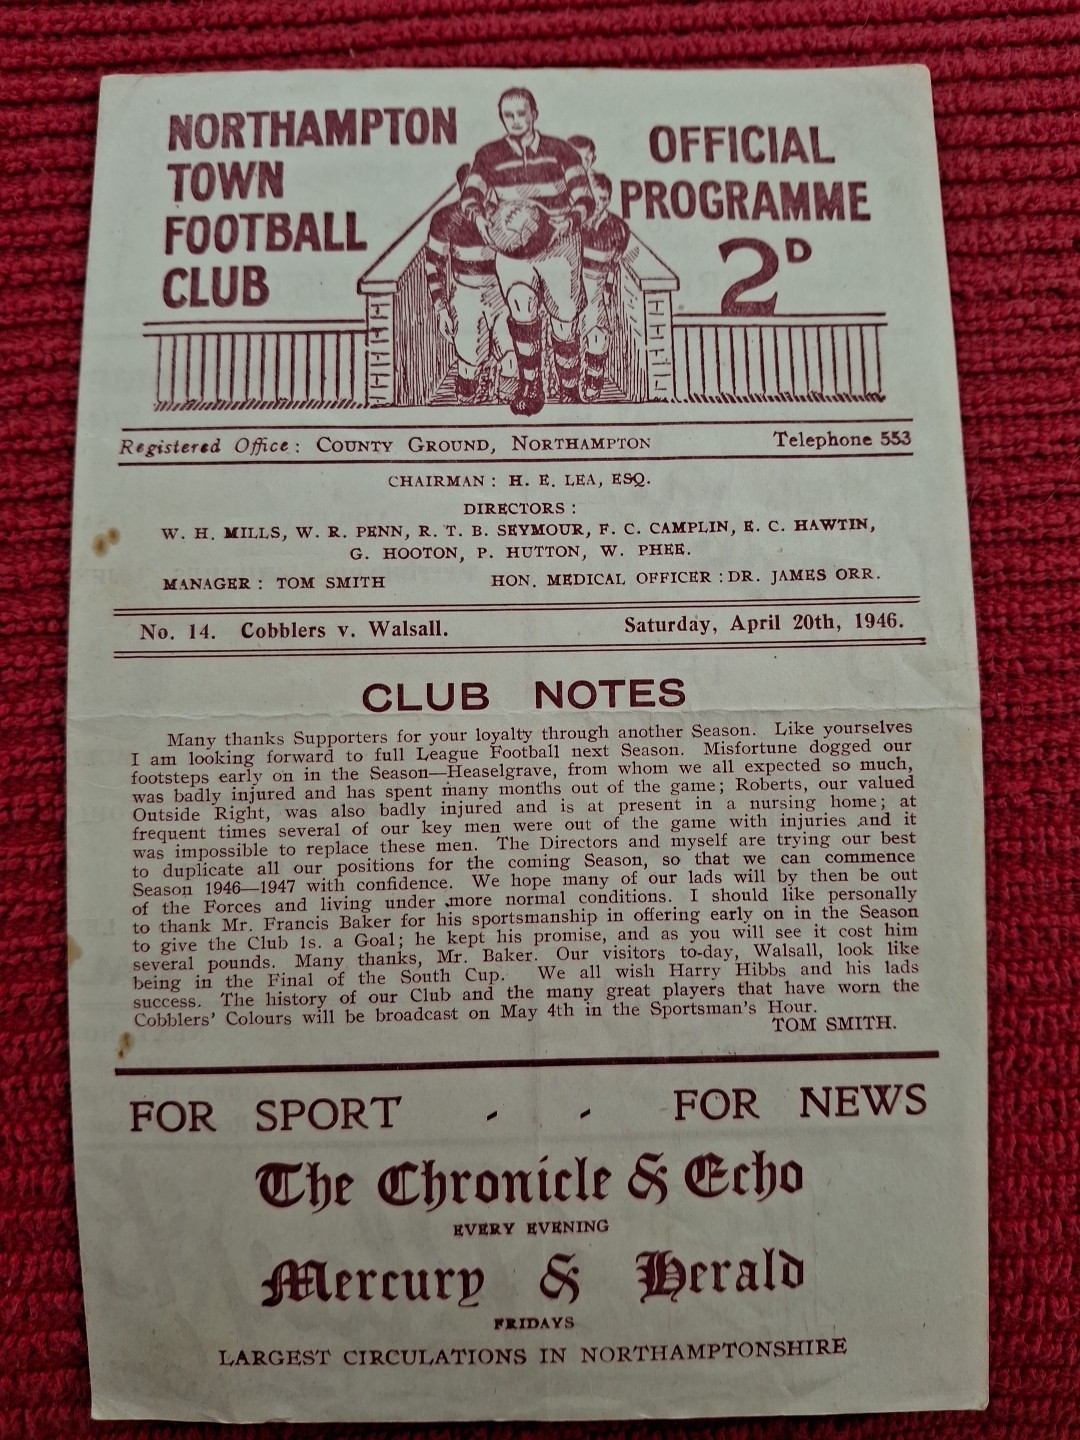 NORTHAMPTON
TOWN
FOOTBALL
CLUB
OFFICIAL
PROGRAMME
2D
Registered Office: COUNTY GROUND, NORTHAMPTON Telephone 553
CHAIRMAN: H. E. LEA, ESQ.
DIRECTORS:
W. H. MILLS, W. R. PENN, R. T. B. SEYMOUR, F. C. CAMPLIN, E. C. HAWTIN,
G. HOOTON, P. HUTTON, W. PHEE.
MANAGER: TOM SMITH HON. MEDICAL OFFICER: DR. JAMES ORR.
No. 14. Cobblers v. Walsall. Saturday, April 20th, 1946.
CLUB NOTES
Many thanks Supporters for your loyalty through another Season. Like yourselves
I am looking forward to full League Football next Season. Misfortune dogged our
footsteps early on in the Season—Heaselgrave, from whom we all expected so much,
was badly injured and has spent many months out of the game; Roberts, our valued
Outside Right, was also badly injured and is at present in a nursing home; at
frequent times several of our key men were out of the game with injuries and it
was impossible to replace these men. The Directors and myself are trying our best
to duplicate all our positions for the coming Season, so that we can commence
Season 1946—1947 with confidence. We hope many of our lads will by then be out
of the Forces and living under more normal conditions. I should like personally
to thank Mr. Francis Baker for his sportsmanship in offering early on in the Season
to give the Club 1s. a Goal; he kept his promise, and as you will see it cost him
several pounds. Many thanks, Mr. Baker. Our visitors to-day, Walsall, look like
being in the Final of the South Cup. We all wish Harry Hibbs and his lads
success. The history of our Club and the many great players that have worn the
Cobblers' Colours will be broadcast on May 4th in the Sportsman's Hour.
TOM SMITH.
FOR SPORT - - FOR NEWS
The Chronicle & Echo
EVERY EVENING
Mercury & Herald
FRIDAYS
LARGEST CIRCULATIONS IN NORTHAMPTONSHIRE